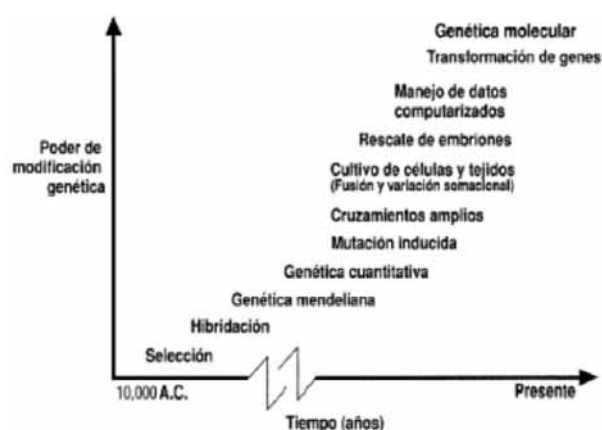 Genética molecular
Transformación de genes
Manejo de datos
computarizados
Rescate de embriones
Poder de
modificación
genética
Cultivo de células y tejidos
(Fusión y variación somacional)
Cruzamientos amplios
Mutación inducida
Genética cuantitativa
Genética mendeliana
Hibridación
Selección
10,000 A.C.
Presente
Tiempo (años)